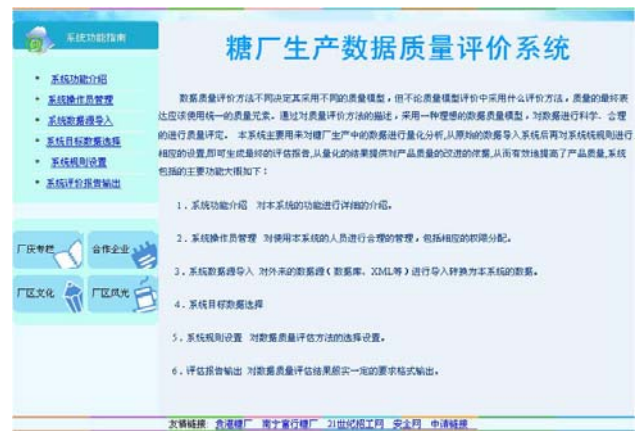 系统功能指南
糖厂生产数据质量评价系统
系统功能介绍
系统操作员管理
系统数据源导入
系统目标数据选择
系统规则设置
系统评价报告输出
厂庆专栏
合作企业
厂区文化
厂区风光
数据质量评价方法不同决定其采用不同的质量模型，但不论质量模型评价中采用什么评价方法，质量的最终表
达应该使用统一的质量元素。通过对质量评价方法的描述，采用一种理想的数据质量模型，对数据进行科学、合理
的进行质量评定。 本系统主要用来对糖厂生产中的数据进行量化分析，从原始的数据导入系统后再对系统规则进行
相应的设置，即可生成最终的评估报告，从量化的结果提供对产品质量的改进的依据，从而有效地提高了产品质量，系统
包括的主要功能大概如下：
1．系统功能介绍 对本系统的功能进行详细的介绍。
2．系统操作员管理 对使用本系统的人员进行合理的管理，包括相应的权限分配。
3．系统数据源导入 对外来的数据源（数据库、XML等）进行导入转换为本系统的数据。
4．系统目标数据选择
5．系统规则设置 对数据质量评估方法的选择设置。
6．评估报告输出 对数据质量评估结果照实一定的要求格式输出。
友情链接: 贵港糖厂 南宁富行糖厂 21世纪招工网 安全网 申请链接